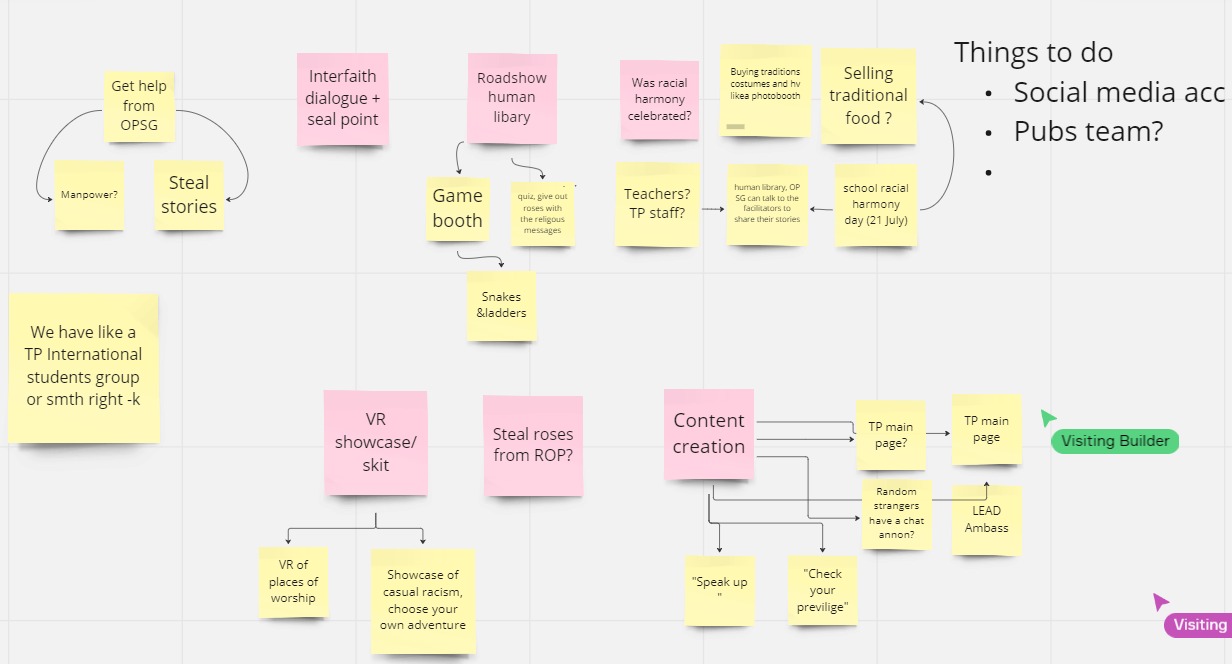 Get help
from
OPSG
Manpower?
Steal
stories
Interfaith
dialogue +
seal point
Roadshow
human
libary
Game
booth
quiz, give out
roses with
the religous
messages
Snakes
&ladders
Was racial
harmony
celebrated?
Buying traditions
costumes and hv
likea photobooth
Selling
traditional
food ?
Teachers?
TP staff?
human library, OP
SG can talk to the
facilitators to
share their stories
school racial
harmony
day (21 July)
Things to do
• Social media acc
• Pubs team?
•
We have like a
TP International
students group
or smth right -k
VR
showcase/
skit
VR of
places of
worship
Showcase of
casual racism,
choose your
own adventure
Steal roses
from ROP?
Content
creation
TP main
page?
TP main
page
Random
strangers
have a chat
annon?
LEAD
Ambass
"Speak up
"
"Check
your
previlige"
Visiting Builder
Visiting